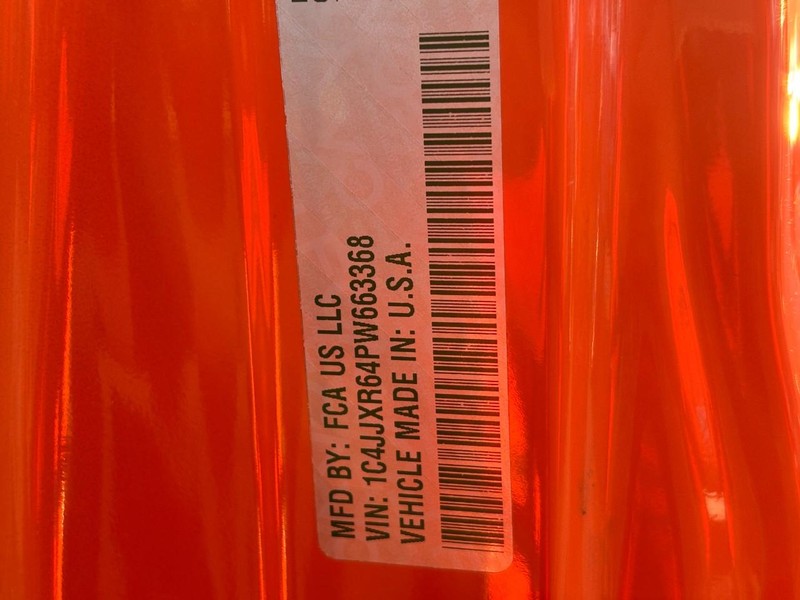 MFD BY: FCA US LLC
VIN: 1C4JJXR64PW663368
VEHICLE MADE IN: U.S.A.